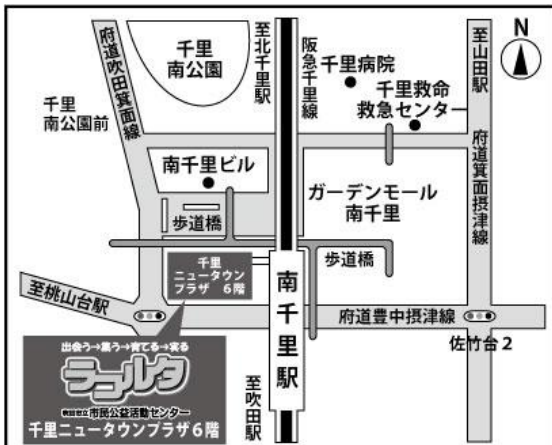 府道吹田箕面線
千里
南公園
至北千里駅
阪急千里線
千里病院
千里救命
救急センター
至山田駅
N
千里
南公園前
府道箕面摂津線
南千里ビル
ガーデンモール
南千里
歩道橋
歩道橋
千里
ニュータウン
プラザ 6階
至桃山台駅
南千里駅
府道豊中摂津線
佐竹台2
出会う→集う→育てる→実る
ラコルタ
吹田市立市民公益活動センター
千里ニュータウンプラザ6階
至吹田駅